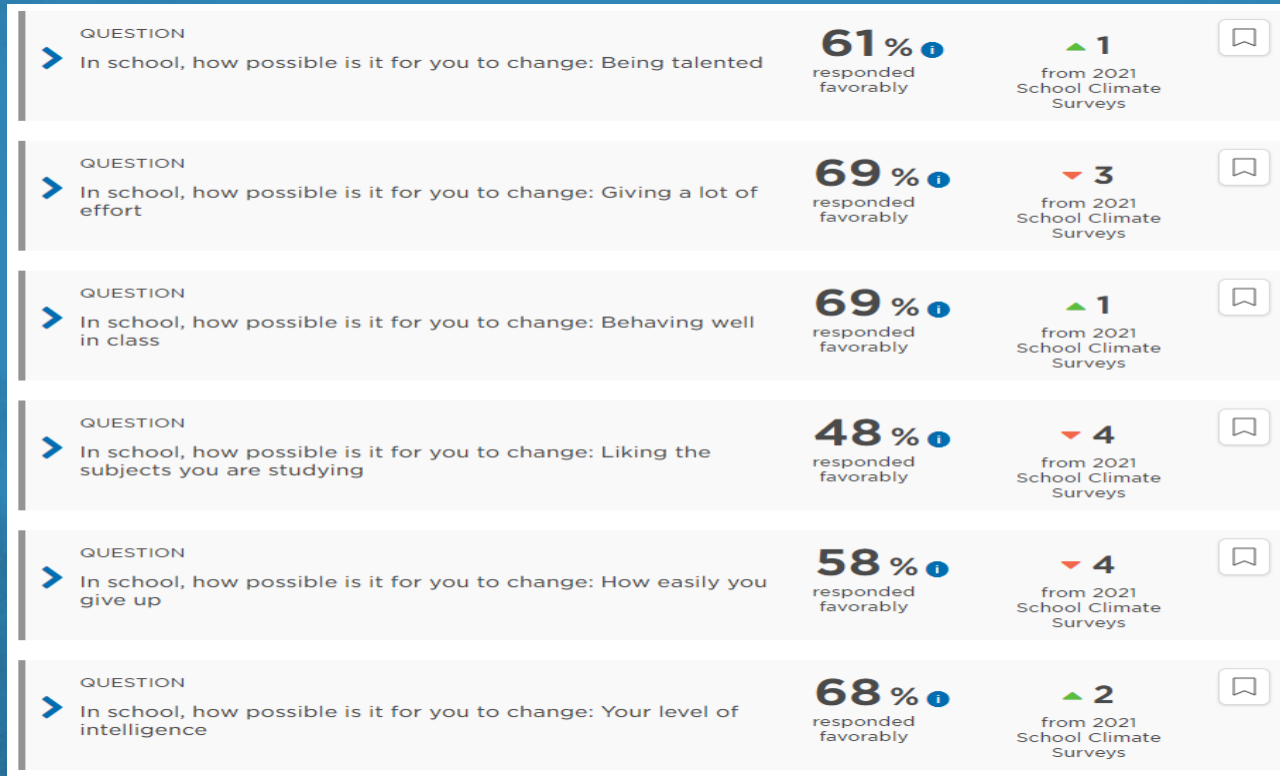 QUESTION
In school, how possible is it for you to change: Being talented
61 %
responded
favorably
1
from 2021
School Climate
Surveys
QUESTION
In school, how possible is it for you to change: Giving a lot of
effort
69 %
responded
favorably
3
from 2021
School Climate
Surveys
QUESTION
In school, how possible is it for you to change: Behaving well
in class
69 %
responded
favorably
1
from 2021
School Climate
Surveys
QUESTION
In school, how possible is it for you to change: Liking the
subjects you are studying
48 %
responded
favorably
4
from 2021
School Climate
Surveys
QUESTION
In school, how possible is it for you to change: How easily you
give up
58 %
responded
favorably
4
from 2021
School Climate
Surveys
QUESTION
In school, how possible is it for you to change: Your level of
intelligence
68 %
responded
favorably
2
from 2021
School Climate
Surveys